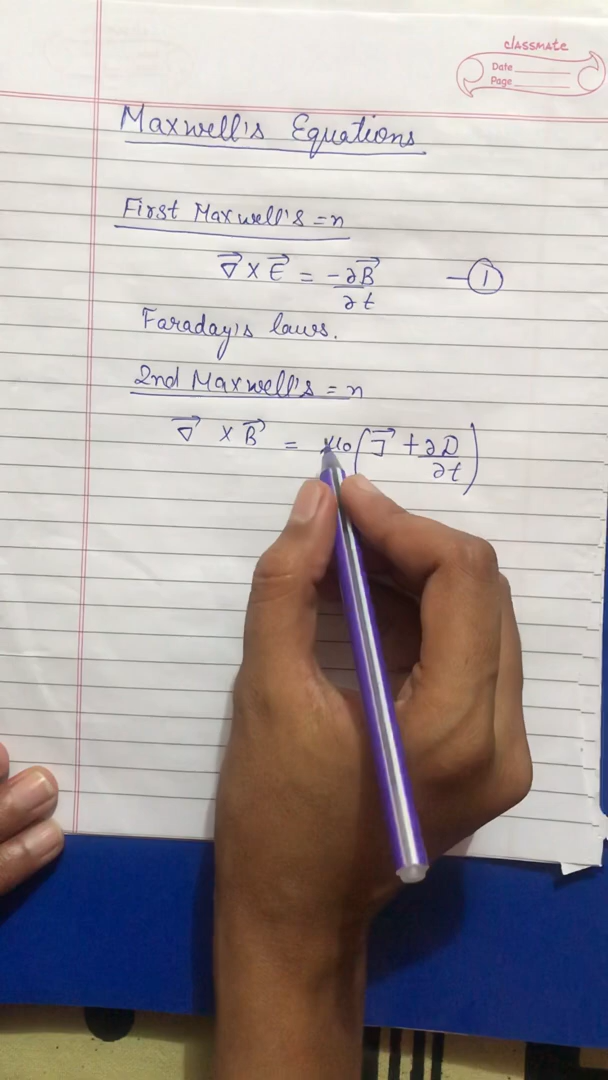 classmate
Date
Page
Maxwell's Equations
First Maxwell's =n
∇⃗ × E⃗ = -∂B⃗/∂t —①
Faraday's laws.
2nd Maxwell's =n
∇⃗ × B⃗ = μ0(J⃗ + ∂D/∂t)